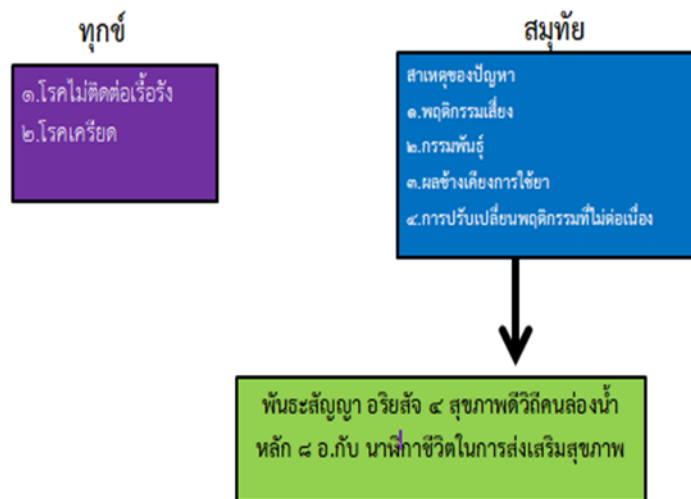 ทุกข์
๑.โรคไม่ติดต่อเรื้อรัง
๒.โรคเครียด
สมุทัย
สาเหตุของปัญหา
๑.พฤติกรรมเสี่ยง
๒.กรรมพันธุ์
๓.ผลข้างเคียงการใช้ยา
๔.การปรับเปลี่ยนพฤติกรรมที่ไม่ต่อเนื่อง
พันธะสัญญา อริยสัจ ๔ สุขภาพดีวิถีคนล่องน้ำ
หลัก ๘ อ.กับ นาฬิกาชีวิตในการส่งเสริมสุขภาพ